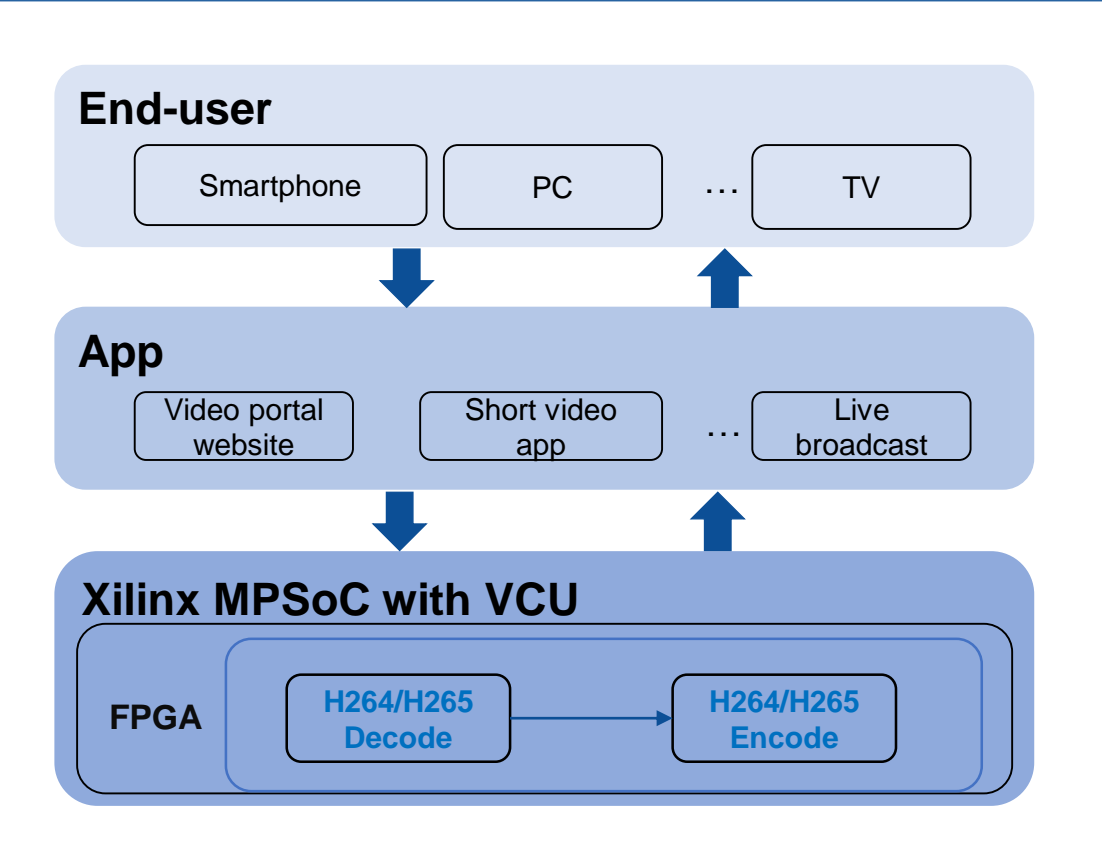 End-user
Smartphone
PC
...
TV
App
Video portal
website
Short video
app
...
Live
broadcast
Xilinx MPSoC with VCU
FPGA
H264/H265
Decode
H264/H265
Encode